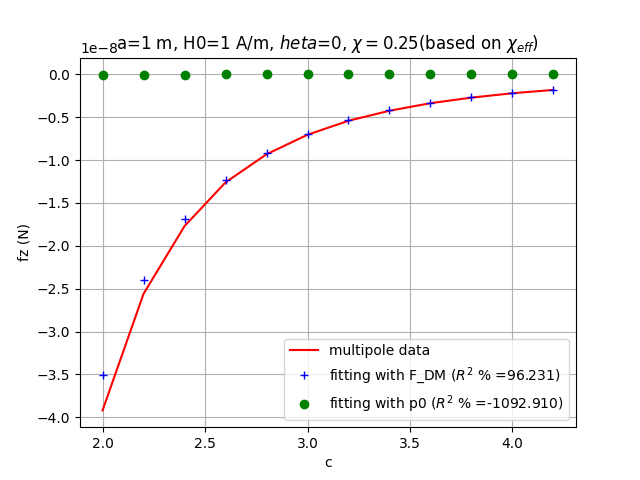 1e−8
a=1 m, H0=1 A/m, heta=0, χ = 0.25(based on χ_eff)
0.0
−0.5
−1.0
−1.5
−2.0
−2.5
−3.0
−3.5
−4.0
fz (N)
multipole data
fitting with F_DM (R² % =96.231)
fitting with p0 (R² % =-1092.910)
2.0 2.5 3.0 3.5 4.0
c